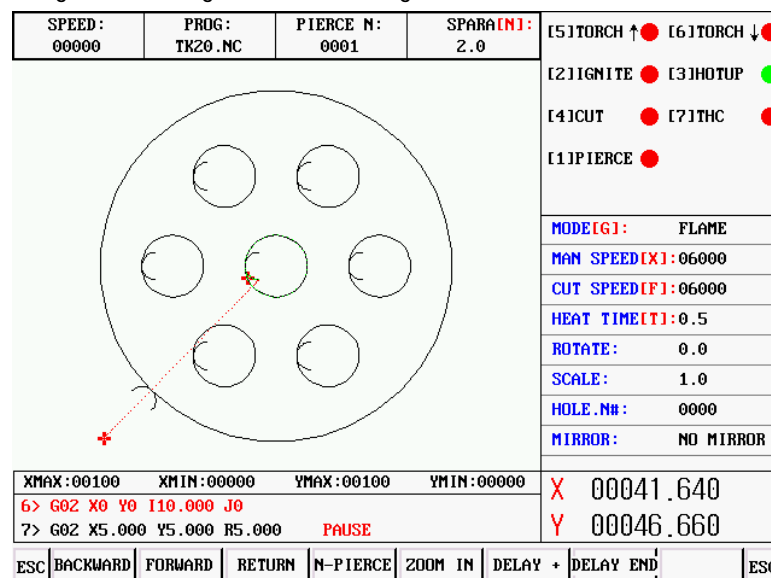 SPEED: PROG: PIERCE N: SPARA[N]:
00000 TK20.NC 0001 2.0
[5]TORCH ↑ [6]TORCH ↓
[2]IGNITE [3]HOTUP
[4]CUT [7]THC
[1]PIERCE
MODE[G]: FLAME
MAN SPEED[X]:06000
CUT SPEED[F]:06000
HEAT TIME[T]:0.5
ROTATE: 0.0
SCALE: 1.0
HOLE.N#: 0000
MIRROR: NO MIRROR
XMAX:00100 XMIN:00000 YMAX:00100 YMIN:00000
6> G02 X0 Y0 I10.000 J0
7> G02 X5.000 Y5.000 R5.000 PAUSE
X 00041.640
Y 00046.660
ESC BACKWARD FORWARD RETURN N-PIERCE ZOOM IN DELAY + DELAY END